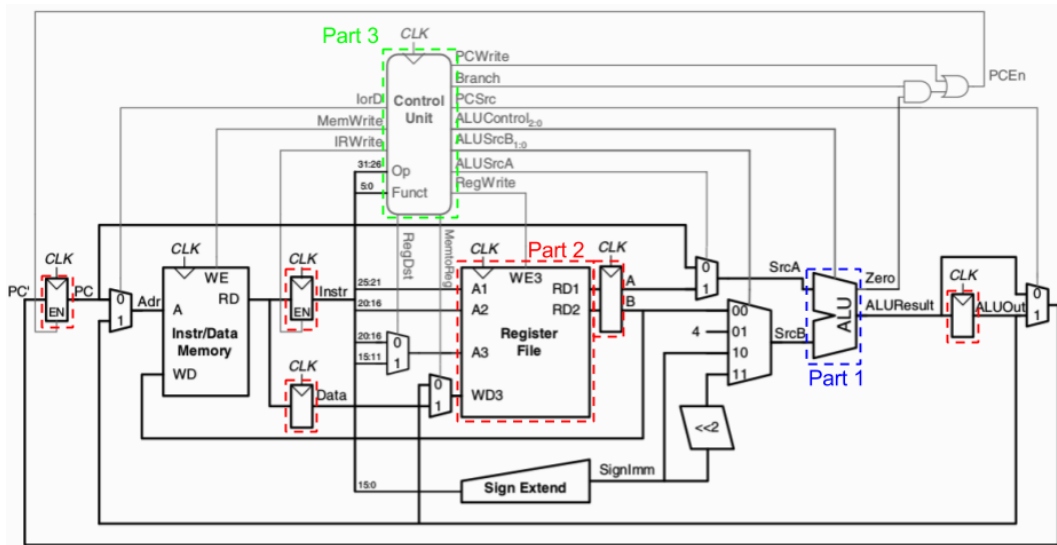 Part 3
CLK
PCWrite
Branch
PCEn
IorD
Control
Unit
PCSrc
MemWrite
ALUControl2:0
IRWrite
ALUSrcB1:0
31:26
Op
ALUSrcA
5:0
Funct
RegWrite
RegDst
MemtoReg
CLK
CLK
CLK
CLK
CLK
Part 2
PC'
EN
PC
0
1
Adr
WE
A
RD
Instr/Data
Memory
WD
EN
Instr
25:21
A1
WE3
RD1
A
20:16
A2
RD2
B
0
1
SrcA
Zero
ALU
ALUResult
CLK
ALUOut
0
1
20:16
15:11
0
1
A3
Register
File
00
4
01
10
11
SrcB
Part 1
CLK
Data
0
1
WD3
<<2
SignImm
15:0
Sign Extend